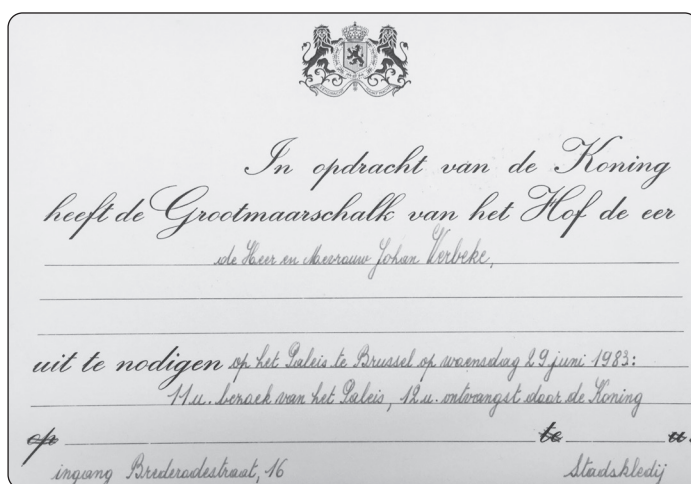 In opdracht van de Koning
heeft de Grootmaarschalk van het Hof de eer
de Heer en Mevrouw Johan Verbeke,
uit te nodigen op het Paleis te Brussel op woensdag 29 juni 1983:
11 u. bezoek van het Paleis, 12 u. ontvangst door de Koning
op te u.
ingang Brederodestraat, 16 Stadskledij